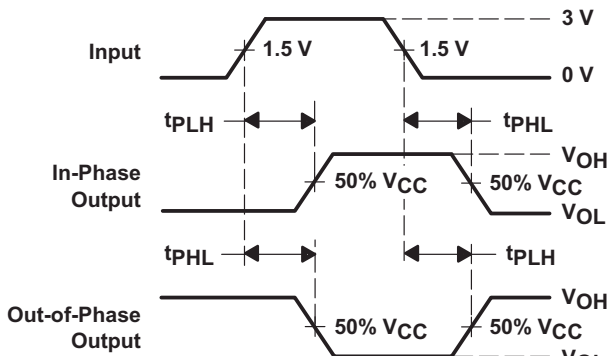 3 V
Input
1.5 V
1.5 V
0 V
tPLH
tPHL
VOH
In-Phase
Output
50% VCC
50% VCC
VOL
tPHL
tPLH
VOH
Out-of-Phase
Output
50% VCC
50% VCC